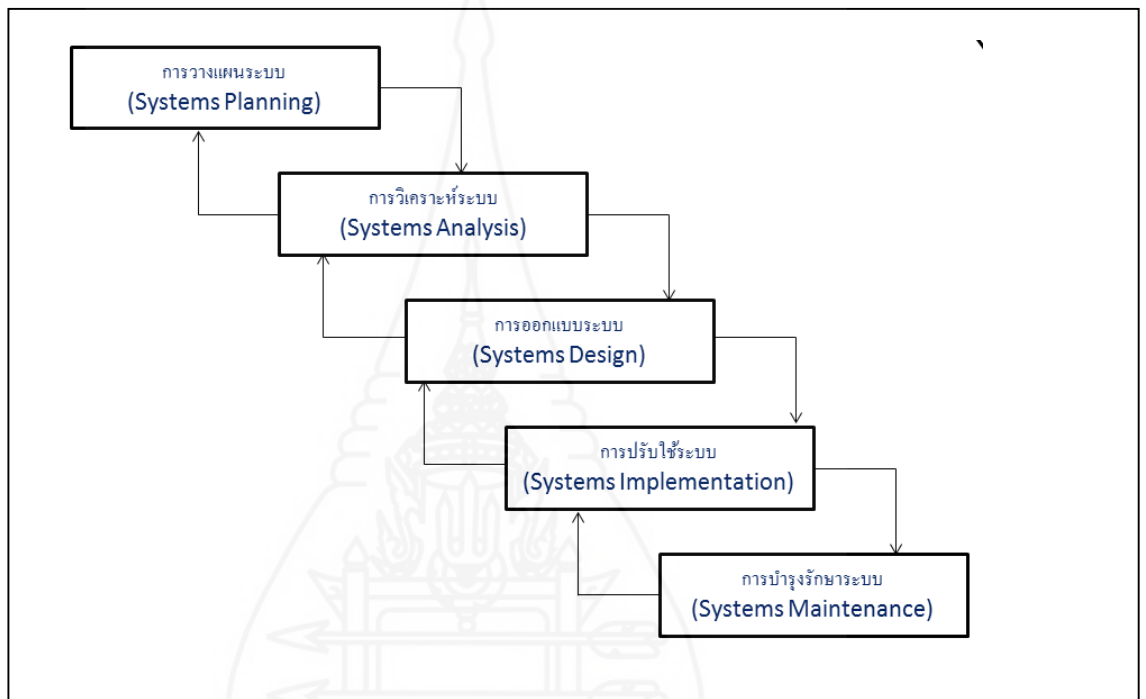 การวางแผนระบบ
(Systems Planning)
การวิเคราะห์ระบบ
(Systems Analysis)
การออกแบบระบบ
(Systems Design)
การปรับใช้ระบบ
(Systems Implementation)
การบำรุงรักษาระบบ
(Systems Maintenance)